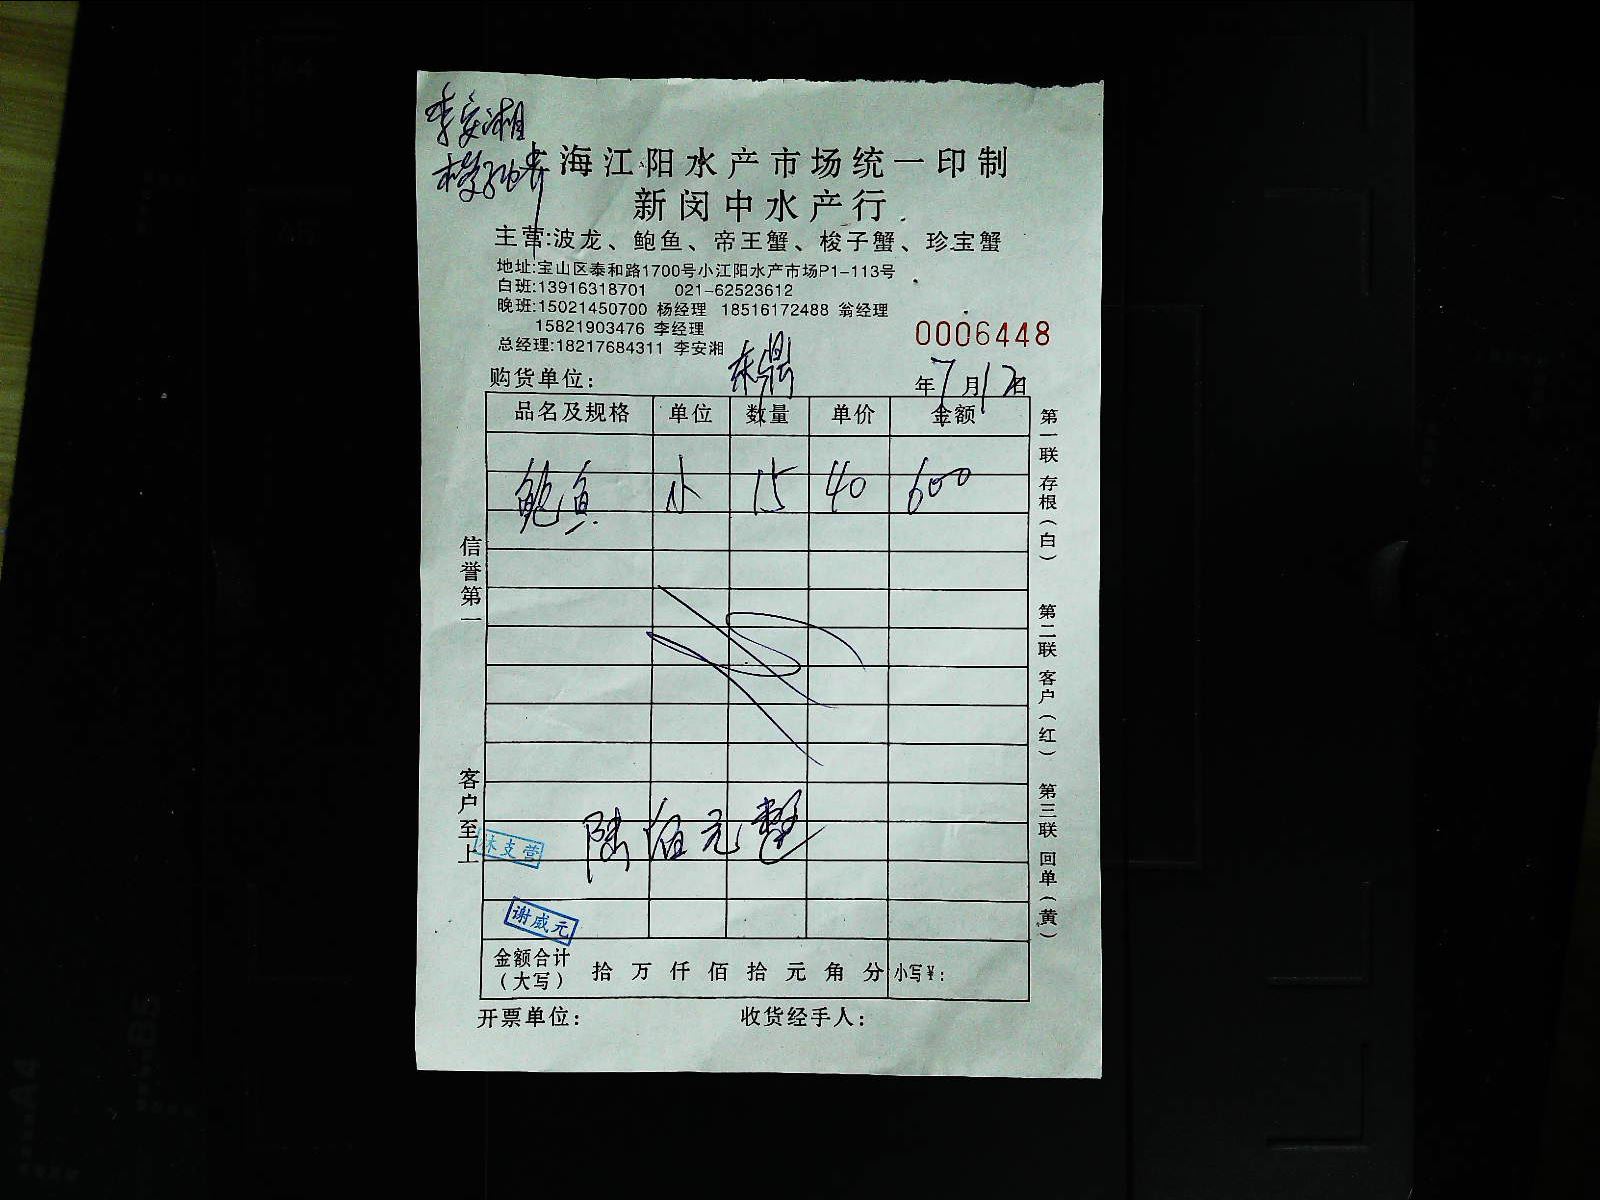 李安湘
上海江阳水产市场统一印制
新闵中水产行
主营:波龙、鲍鱼、帝王蟹、梭子蟹、珍宝蟹
地址:宝山区泰和路1700号小江阳水产市场P1-113号
白班:13916318701 021-62523612
晚班:15021450700 杨经理 18516172488 翁经理
15821903476 李经理
总经理:18217684311 李安湘
0006448
购货单位:
年7月12日
品名及规格 单位 数量 单价 金额
鲍鱼 小 15 40 600
陆佰元整
信誉第一
客户至上
林支营
谢威元
金额合计(大写) 拾 万 仟 佰 拾 元 角 分 小写¥:
开票单位: 收货经手人:
第一联 存根(白)
第二联 客户(红)
第三联 回单(黄)